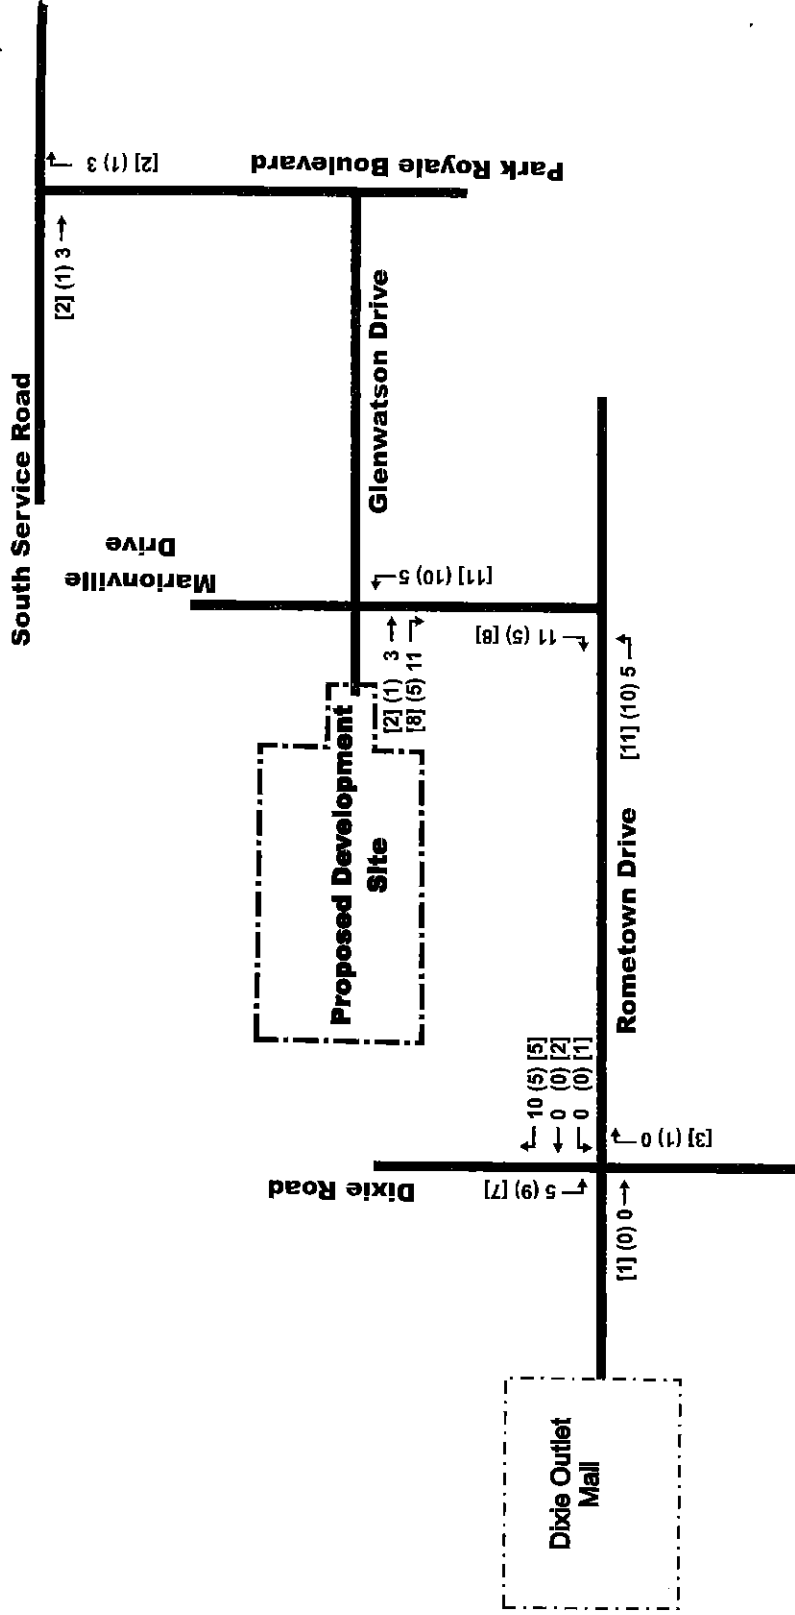 South Service Road
[2] (1) 3
[2] (1) 3
Park Royale Boulevard
Marionville
Drive
Glenwatson Drive
[11] (10) 5
[2] (1) 3
[8] (5) 11
11 (5) [8]
[11] (10) 5
Proposed Development
Site
Rometown Drive
10 (5) [5]
0 (0) [2]
0 (0) [1]
[3] (1) 0
Dixie Road
5 (9) [7]
[1] (0) 0
Dixie Outlet
Mall